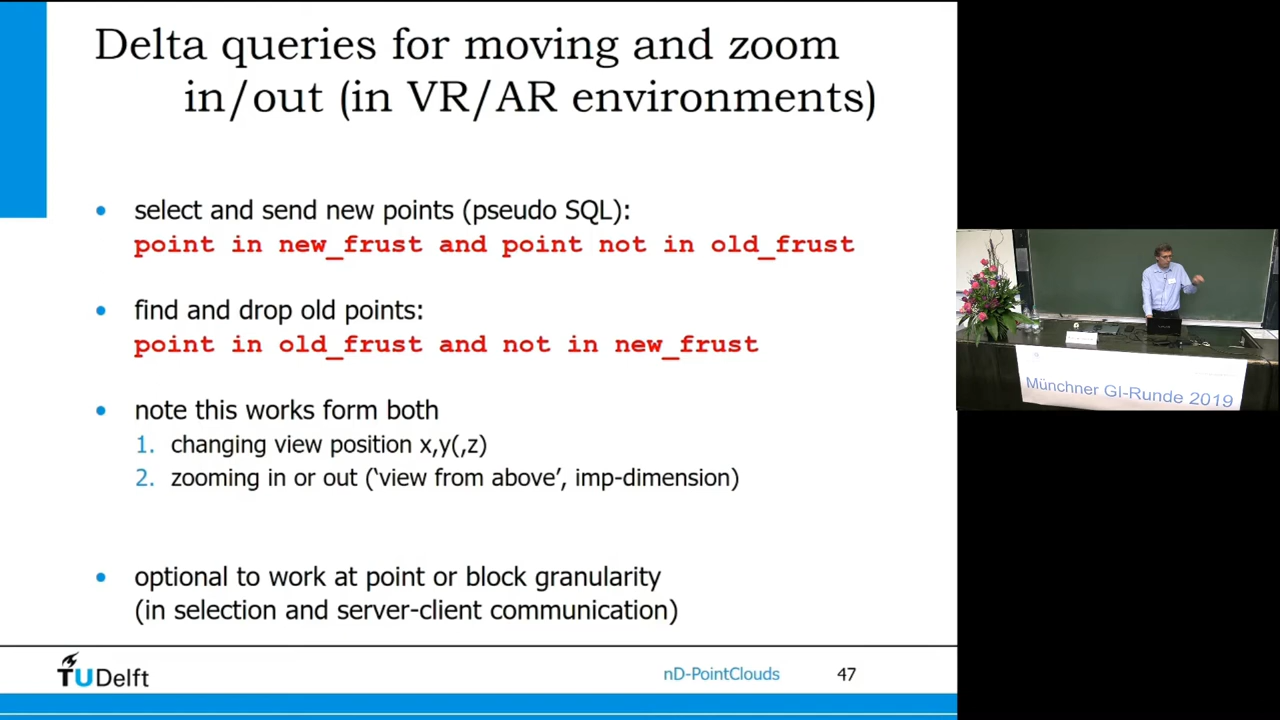 Delta queries for moving and zoom
in/out (in VR/AR environments)
• select and send new points (pseudo SQL):
point in new_frust and point not in old_frust
• find and drop old points:
point in old_frust and not in new_frust
• note this works form both
1. changing view position x,y(,z)
2. zooming in or out (‘view from above’, imp-dimension)
• optional to work at point or block granularity
(in selection and server-client communication)
TUDelft
nD-PointClouds
47
Münchner GI-Runde 2019